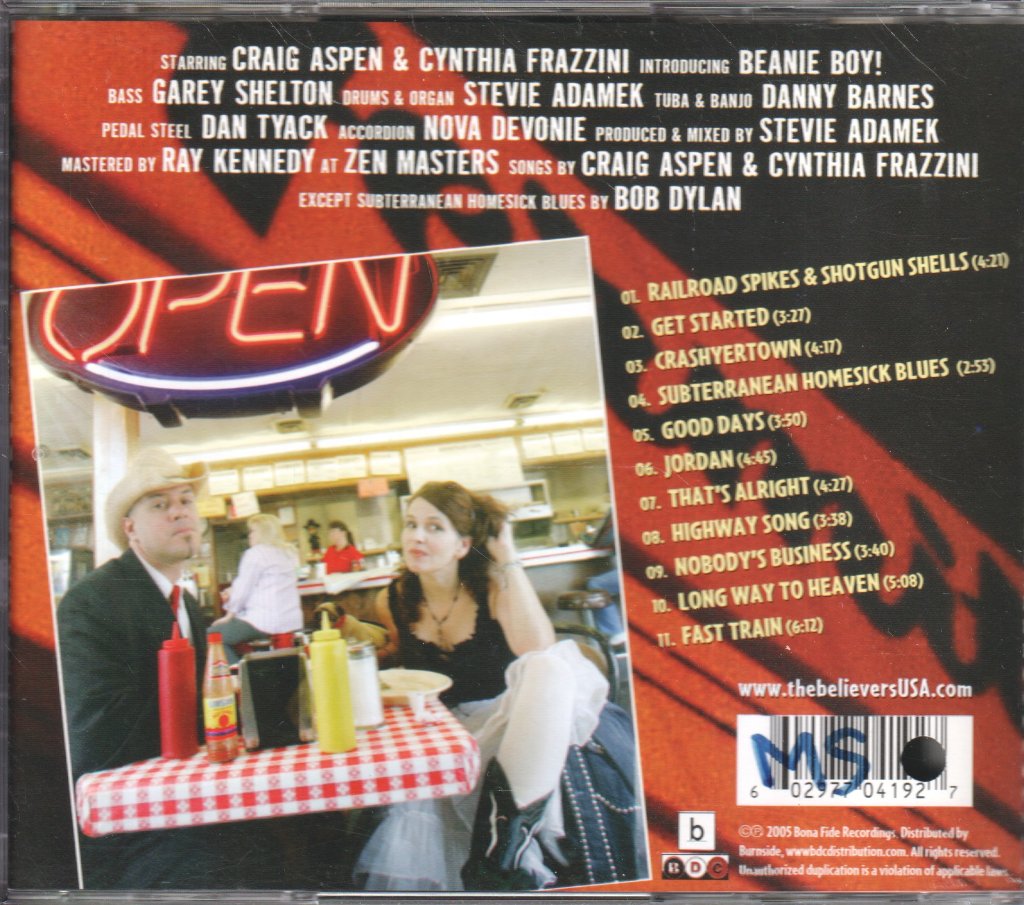 STARRING CRAIG ASPEN & CYNTHIA FRAZZINI INTRODUCING BEANIE BOY!
BASS GAREY SHELTON DRUMS & ORGAN STEVIE ADAMEK TUBA & BANJO DANNY BARNES
PEDAL STEEL DAN TYACK ACCORDION NOVA DEVONIE PRODUCED & MIXED BY STEVIE ADAMEK
MASTERED BY RAY KENNEDY AT ZEN MASTERS SONGS BY CRAIG ASPEN & CYNTHIA FRAZZINI
EXCEPT SUBTERRANEAN HOMESICK BLUES BY BOB DYLAN
OPEN
01. RAILROAD SPIKES & SHOTGUN SHELLS (4:21)
02. GET STARTED (3:27)
03. CRASHYERTOWN (4:17)
04. SUBTERRANEAN HOMESICK BLUES (2:53)
05. GOOD DAYS (3:50)
06. JORDAN (4:45)
07. THAT'S ALRIGHT (4:27)
08. HIGHWAY SONG (3:38)
09. NOBODY'S BUSINESS (3:40)
10. LONG WAY TO HEAVEN (5:08)
11. FAST TRAIN (6:12)
www.thebelieversUSA.com
MS
6 02977 04192 7
b
BDC
©℗ 2005 Bona Fide Recordings. Distributed by
Burnside, wwwbdcdistribution.com. All rights reserved.
Unauthorized duplication is a violation of applicable laws.